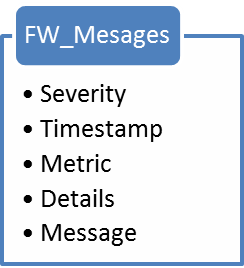 FW_Mesages
• Severity
• Timestamp
• Metric
• Details
• Message